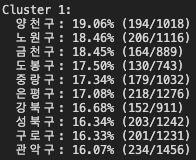 Cluster 1:
양천구: 19.06% (194/1018)
노원구: 18.46% (206/1116)
금천구: 18.45% (164/889)
도봉구: 17.50% (130/743)
중랑구: 17.34% (179/1032)
은평구: 17.08% (218/1276)
강북구: 16.68% (152/911)
성북구: 16.34% (203/1242)
구로구: 16.33% (201/1231)
관악구: 16.07% (234/1456)